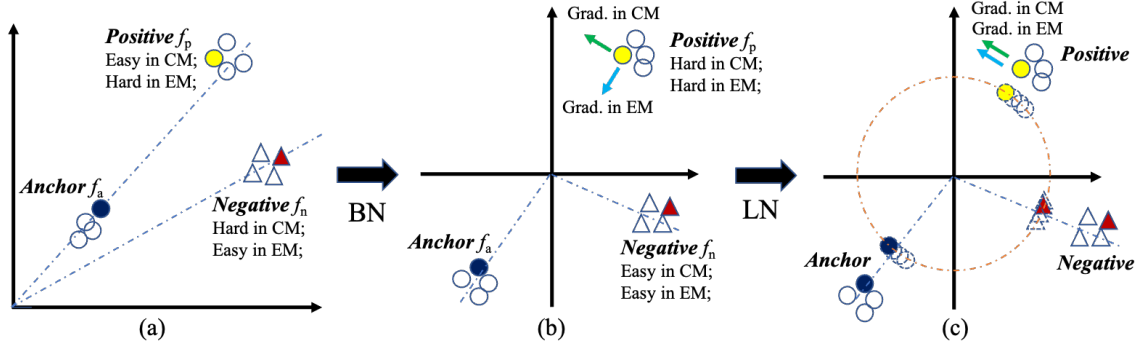 Positive fp
Easy in CM;
Hard in EM;
Anchor fa
Negative fn
Hard in CM;
Easy in EM;
(a)
BN
Grad. in CM
Positive fp
Hard in CM;
Hard in EM;
Grad. in EM
Anchor fa
Negative fn
Easy in CM;
Easy in EM;
(b)
LN
Grad. in CM
Grad. in EM
Positive
Anchor
Negative
(c)